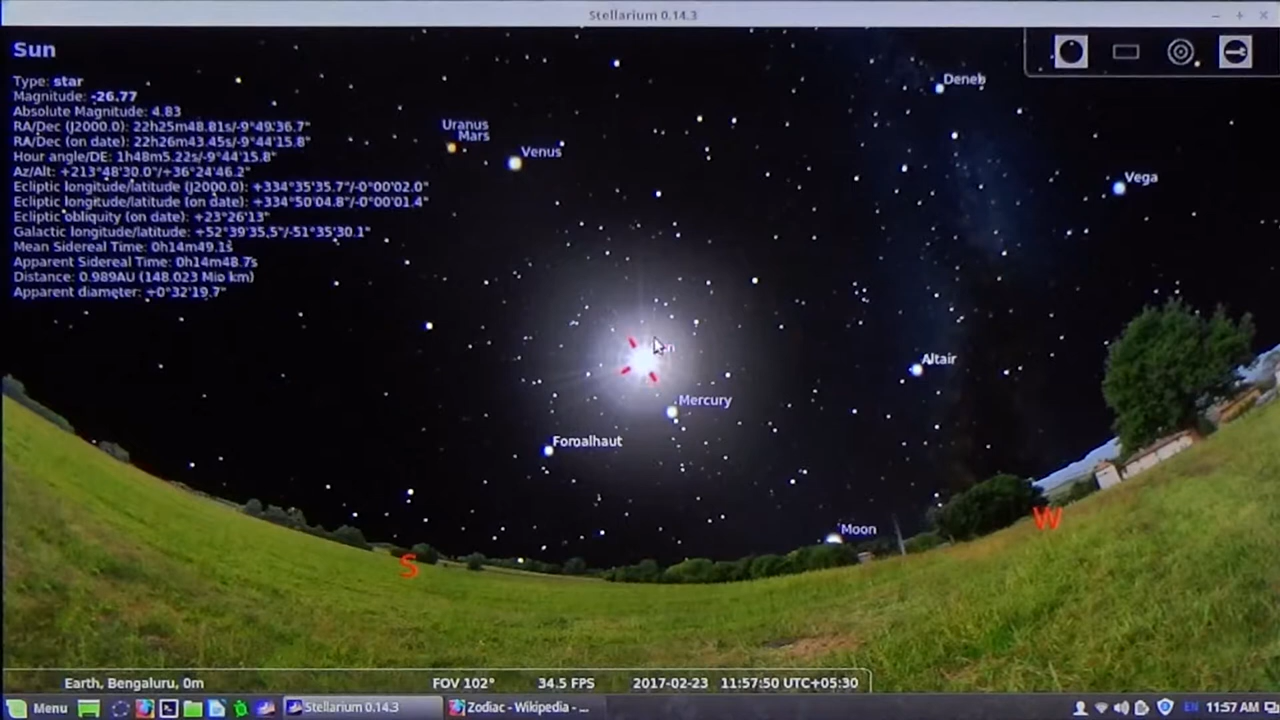 Stellarium 0.14.3
Sun
Type: star
Magnitude: -26.77
Absolute Magnitude: 4.83
RA/Dec (J2000.0): 22h25m48.81s/-9°49'36.7"
RA/Dec (on date): 22h26m43.45s/-9°44'15.8"
Hour angle/DE: 1h48m5.22s/-9°44'15.8"
Az/Alt: +213°48'30.0"/+36°24'46.2"
Ecliptic longitude/latitude (J2000.0): +334°35'35.7"/-0°00'02.0"
Ecliptic longitude/latitude (on date): +334°50'04.8"/-0°00'01.4"
Ecliptic obliquity (on date): +23°26'13"
Galactic longitude/latitude: +52°39'35.5"/-51°35'30.1"
Mean Sidereal Time: 0h14m49.1s
Apparent Sidereal Time: 0h14m48.7s
Distance: 0.989AU (148.023 Mio km)
Apparent diameter: +0°32'19.7"
Deneb
Uranus
Mars
Venus
Vega
Altair
Mercury
Fomalhaut
Moon
W
S
Earth, Bengaluru, 0m FOV 102° 34.5 FPS 2017-02-23 11:57:50 UTC+05:30
Menu Stellarium 0.14.3 Zodiac - Wikipedia - ... EN 11:57 AM